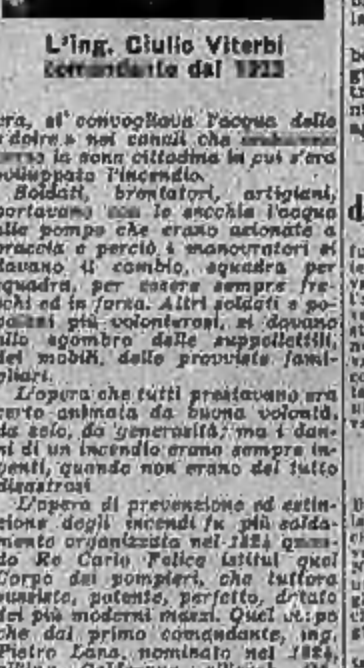 L'ing. Giulio Viterbi
comandante dal 1922
era, si convogliava l'acqua delle
« doire » nei canali che
la zona cittadina in cui s'era
sviluppato l'incendio.
Soldati, brentatori, artigiani,
portavano con le secchie l'acqua
alle pompe che erano azionate a
braccia e perciò i manovratori si
davano il cambio, squadra per
squadra, per essere sempre fre-
schi ed in forza. Altri soldati e po-
più volonterosi, si davano
allo sgombro delle suppellettili,
dei mobili, delle provviste fami-
gliari.
L'opera che tutti prestavano era
certo animata da buona volontà,
da zelo, da generosità; ma i dan-
ni di un incendio erano sempre in-
genti, quando non erano del tutto
disastrosi
L'opera di prevenzione ed estin-
zione degli incendi fu più salda-
mente organizzata nel 1824 quan-
do Re Carlo Felice istituì quel
Corpo dei pompieri, che tuttora
sussiste, potente, perfetto, dotato
dei più moderni mezzi. Quel
che dal primo comandante, ing.
Pietro Lana, nominato nel 1824,